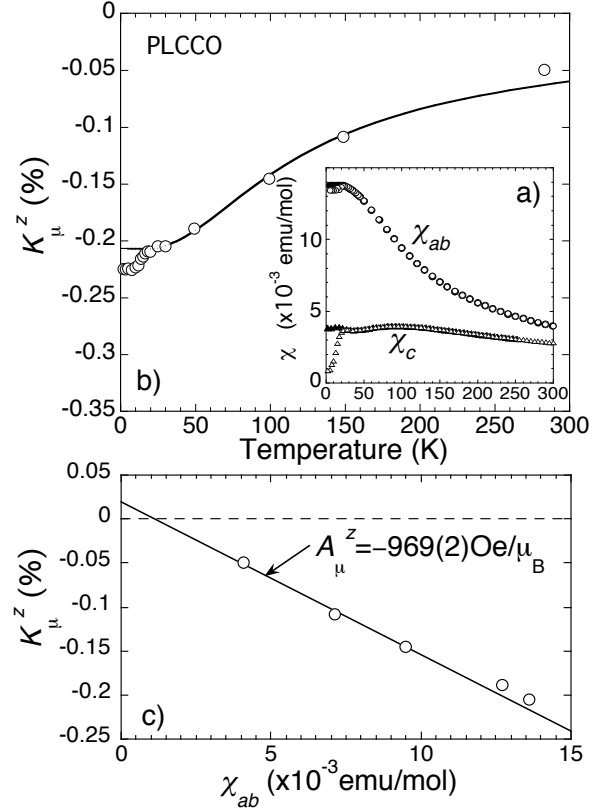 0
-0.05
-0.1
-0.15
-0.2
-0.25
-0.3
-0.35
K_μ^z (%)
PLCCO
b)
0 50 100 150 200 250 300
Temperature (K)
a)
χ_ab
χ_c
10
5
0
χ (x10^-3 emu/mol)
0 50 100 150 200 250 300
0.05
0
-0.05
-0.1
-0.15
-0.2
-0.25
K_μ^z (%)
A_μ^z=-969(2)Oe/μ_B
c)
0 5 10 15
χ_ab (x10^-3 emu/mol)